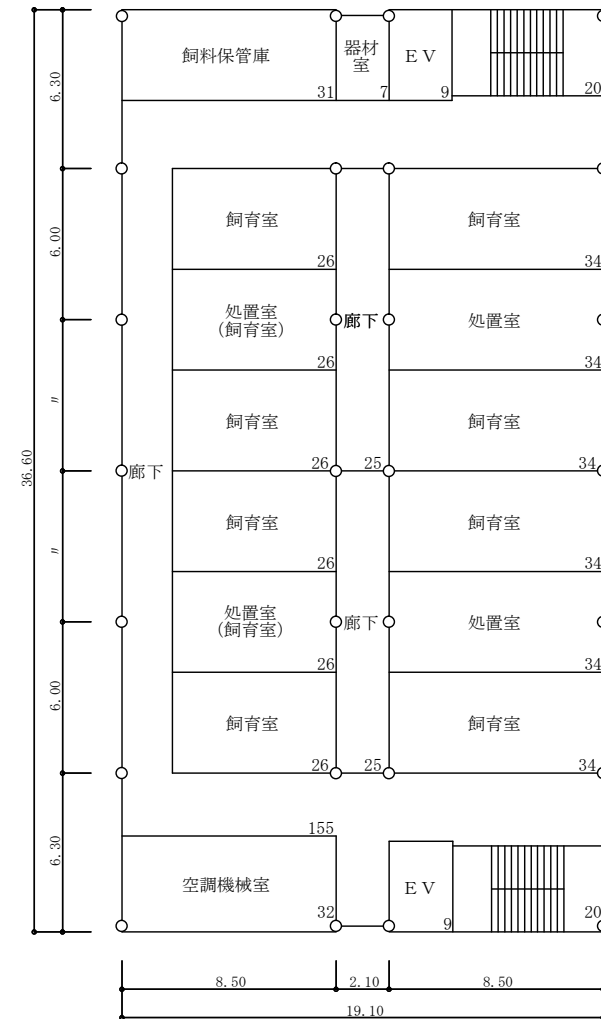 飼料保管庫
31
器材
室
7
ＥＶ
9
20
6.30
飼育室
26
飼育室
34
6.00
処置室
(飼育室)
26
廊下
処置室
34
〃
飼育室
26
25
飼育室
34
36.60
廊下
〃
飼育室
26
飼育室
34
処置室
(飼育室)
26
廊下
処置室
34
6.00
飼育室
26
25
飼育室
34
6.30
155
空調機械室
32
ＥＶ
9
20
8.50
2.10
8.50
19.10